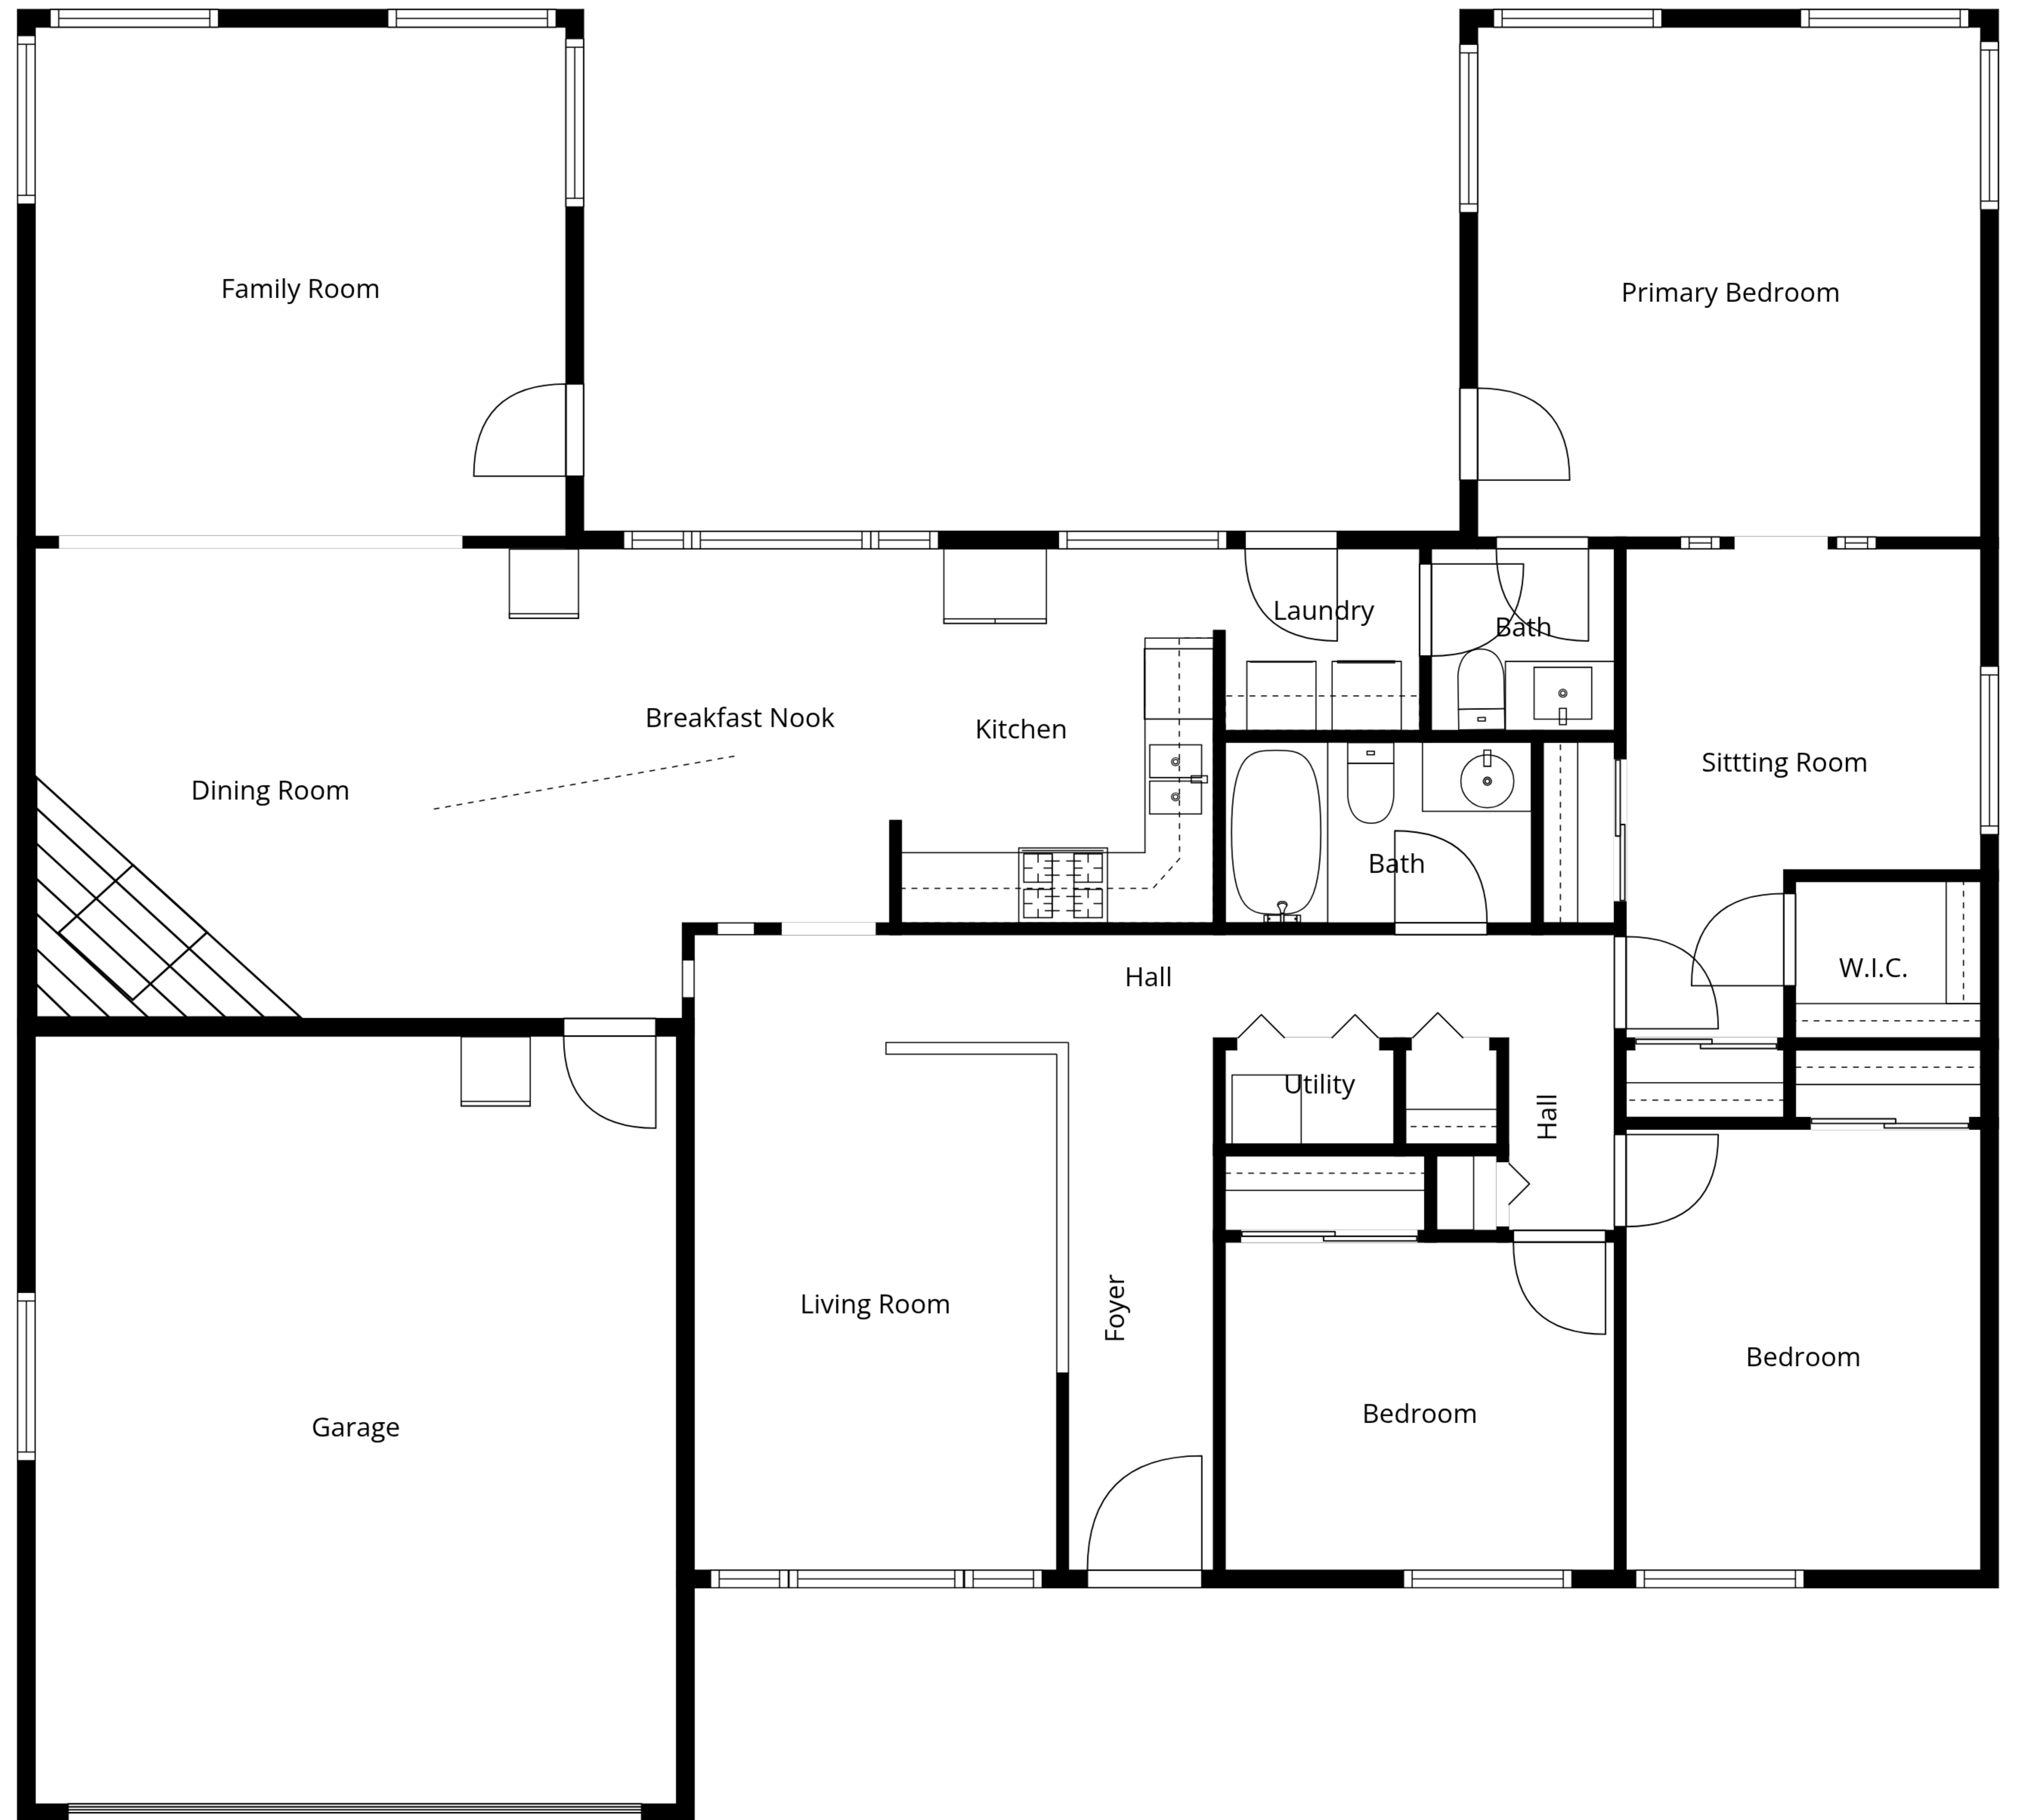 Family Room
Primary Bedroom
Laundry
Bath
Breakfast Nook
Kitchen
Sittting Room
Dining Room
Bath
W.I.C.
Hall
Utility
Hall
Living Room
Foyer
Bedroom
Bedroom
Garage